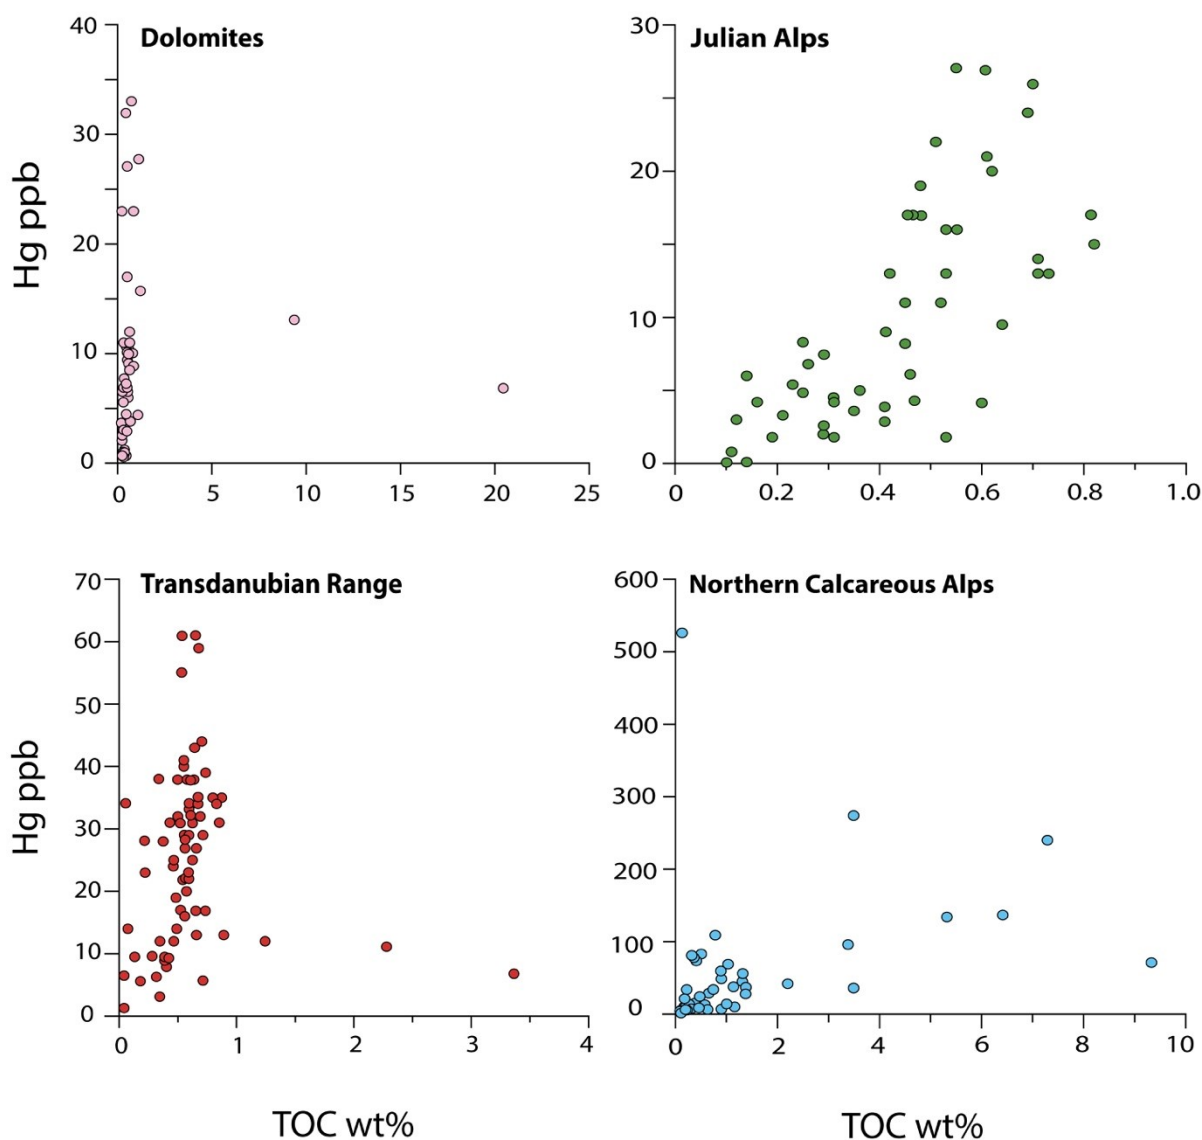 Dolomites
Hg ppb
40
30
20
10
0
0 5 10 15 20 25
Julian Alps
30
20
10
0
0 0.2 0.4 0.6 0.8 1.0
Transdanubian Range
Hg ppb
70
60
50
40
30
20
10
0
0 1 2 3 4
TOC wt%
Northern Calcareous Alps
600
500
400
300
200
100
0
0 2 4 6 8 10
TOC wt%